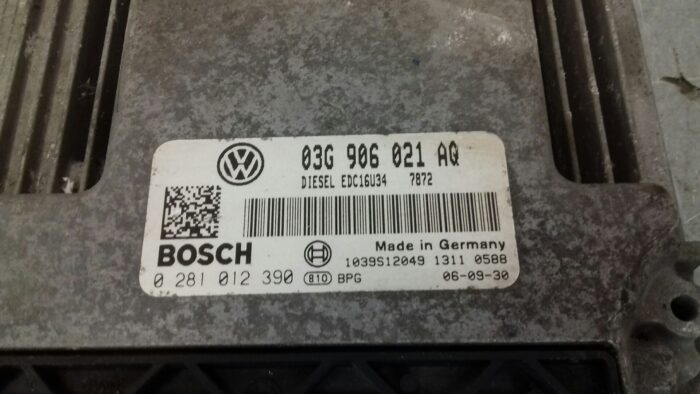 03G 906 021 AQ
DIESEL EDC16U34 7872
BOSCH
Made in Germany
1039S12049 1311 0588
0 281 012 390 810 BPG 06-09-30